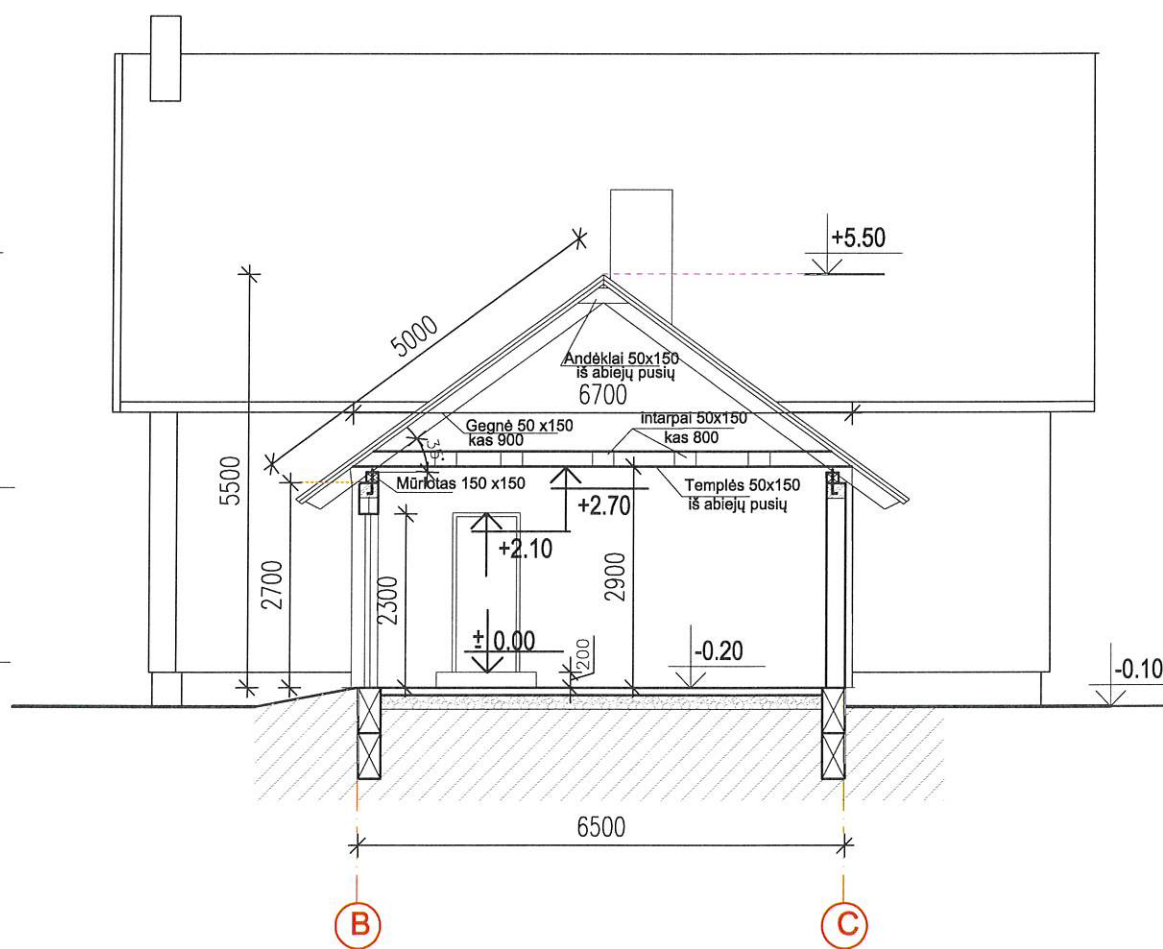 +5.50
5000
Andėklai 50x150
iš abiejų pusių
6700
Gegnė 50 x150
kas 900
intarpai 50x150
kas 800
35°
5500
Mūrlotas 150 x150
Templės 50x150
iš abiejų pusių
+2.70
+2.10
2700
2300
2900
± 0.00
200
-0.20
-0.10
6500
B
C